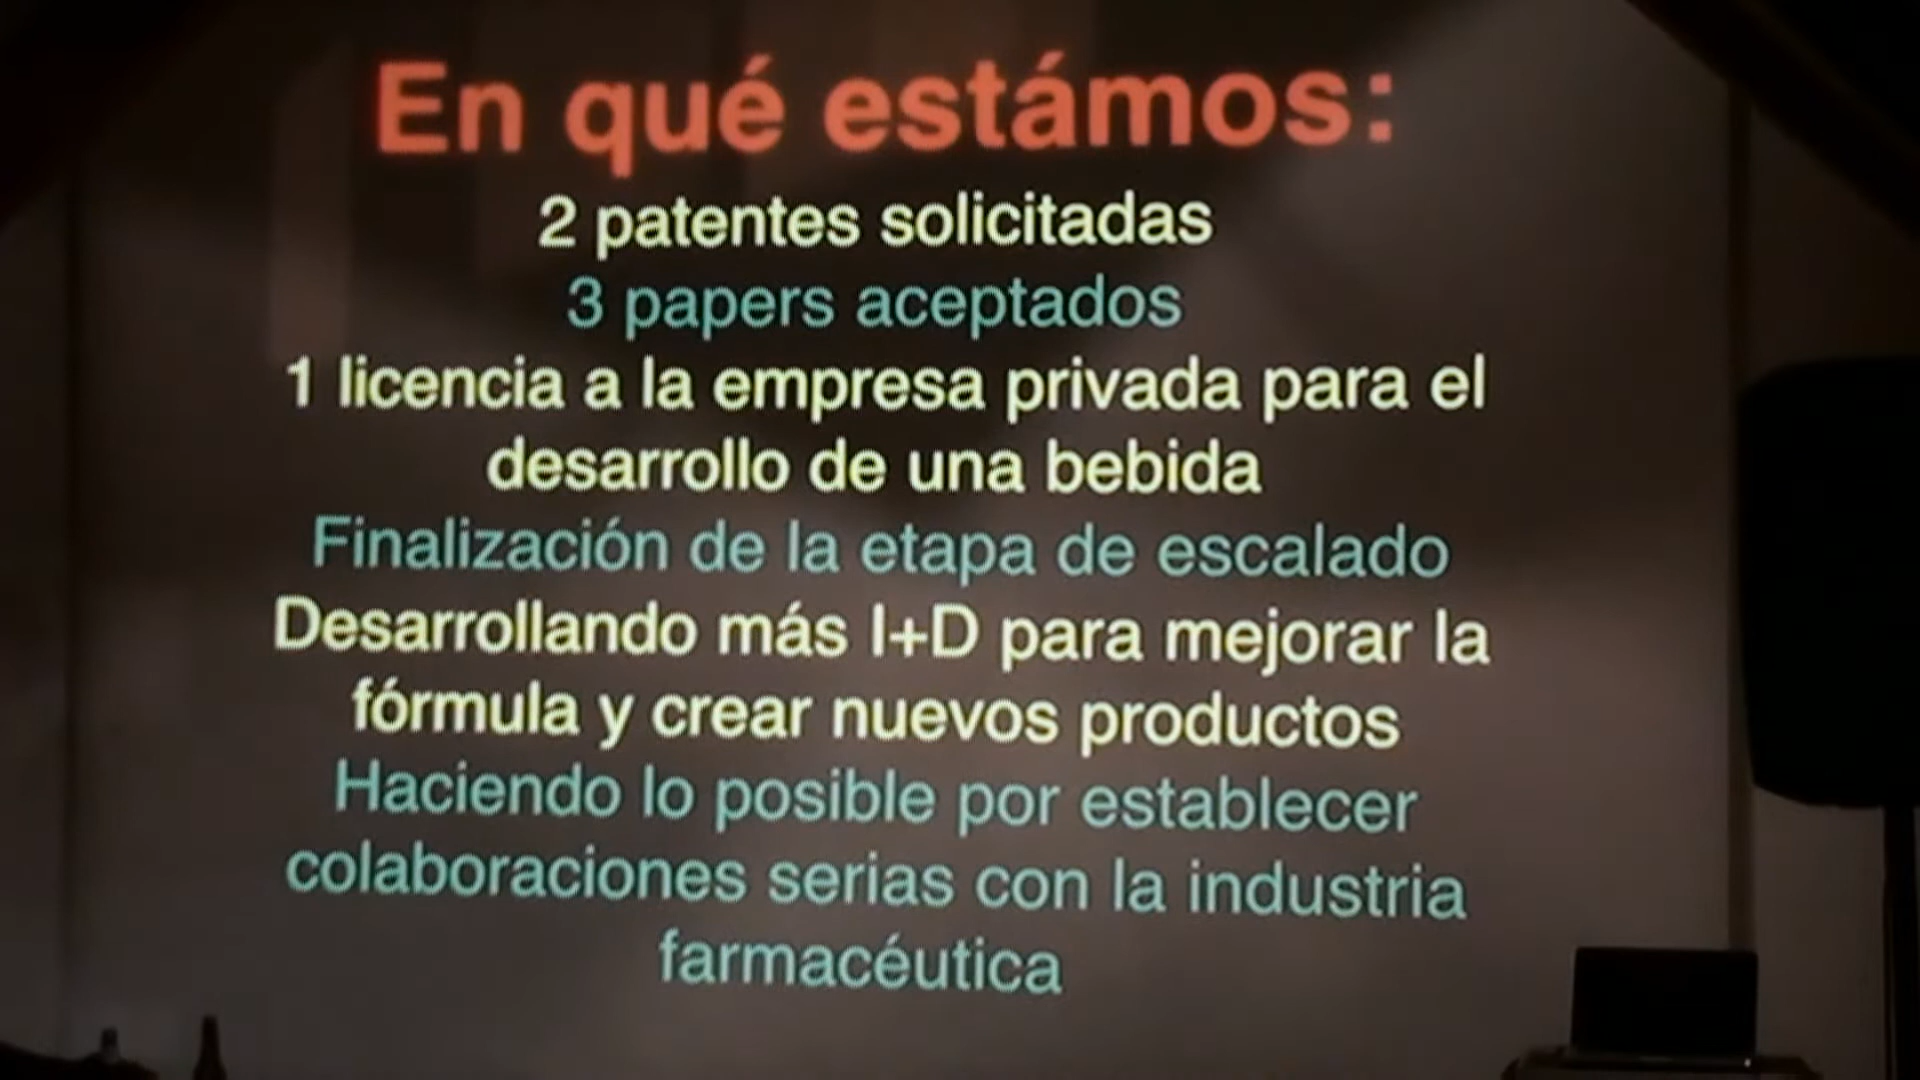 En qué estámos:
2 patentes solicitadas
3 papers aceptados
1 licencia a la empresa privada para el
desarrollo de una bebida
Finalización de la etapa de escalado
Desarrollando más I+D para mejorar la
fórmula y crear nuevos productos
Haciendo lo posible por establecer
colaboraciones serias con la industria
farmacéutica